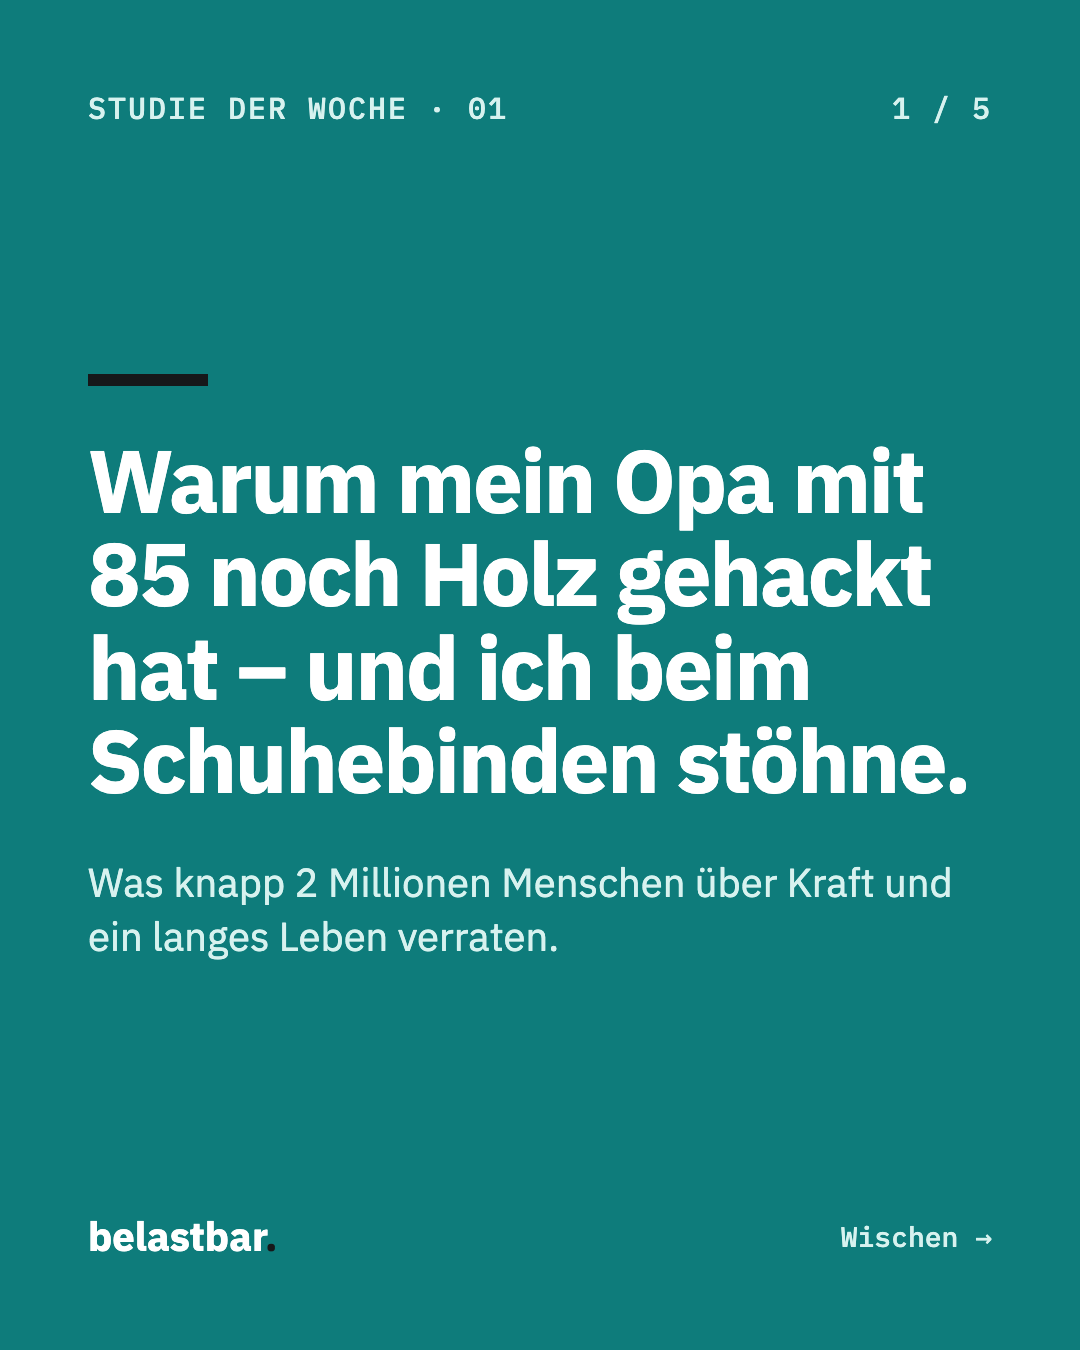 STUDIE DER WOCHE · 01
1 / 5
Warum mein Opa mit
85 noch Holz gehackt
hat – und ich beim
Schuhebinden stöhne.
Was knapp 2 Millionen Menschen über Kraft und
ein langes Leben verraten.
belastbar.
Wischen →